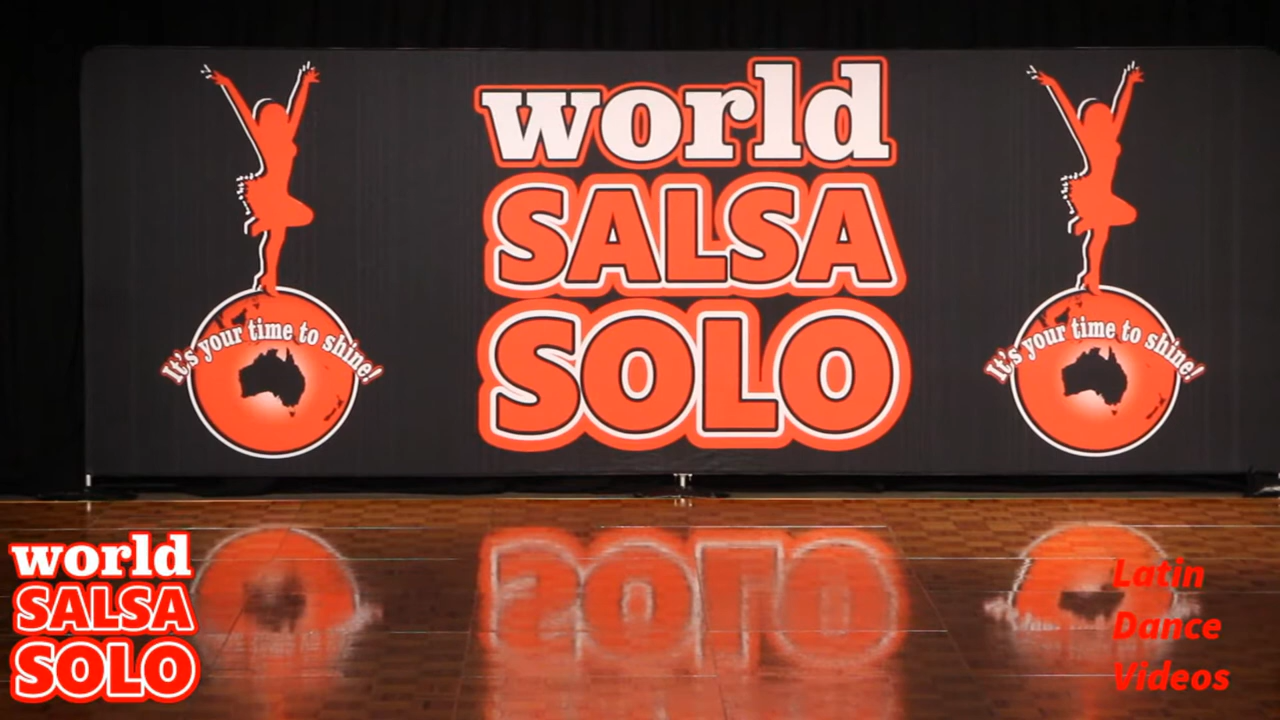 world
SALSA
SOLO
It's your time to shine!
It's your time to shine!
world
SALSA
SOLO
Latin
Dance
Videos